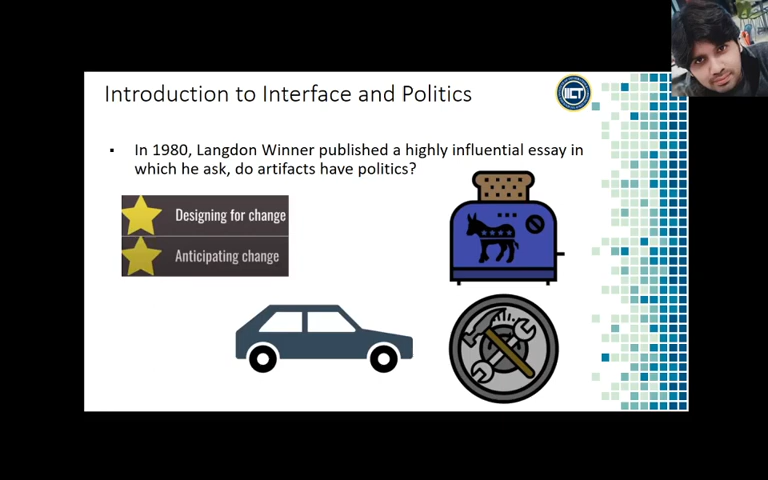 Introduction to Interface and Politics
IICT
▪ In 1980, Langdon Winner published a highly influential essay in
which he ask, do artifacts have politics?
Designing for change
Anticipating change